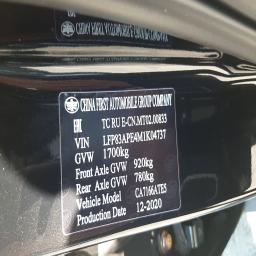 CHINA FIRST AUTOMOBILE GROUP COMPANY
EAC TC RU E-CN.MT02.00833
VIN LFP83APE4M1K04737
GVW 1700kg
Front Axle GVW 920kg
Rear Axle GVW 780kg
Vehicle Model CA7166ATE5
Production Date 12-2020